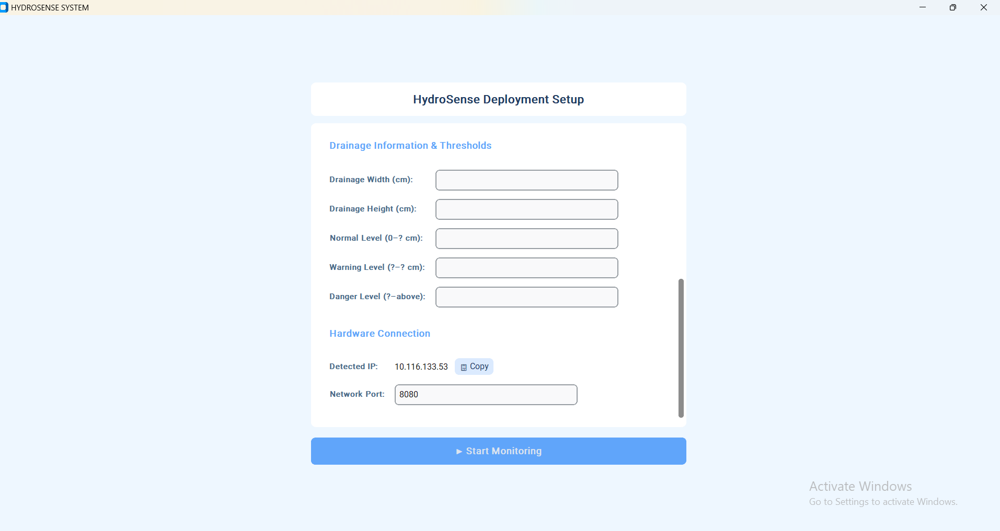 HYDROSENSE SYSTEM
HydroSense Deployment Setup
Drainage Information & Thresholds
Drainage Width (cm):
Drainage Height (cm):
Normal Level (0–? cm):
Warning Level (?–? cm):
Danger Level (?–above):
Hardware Connection
Detected IP: 10.116.133.53 Copy
Network Port: 8080
► Start Monitoring
Activate Windows
Go to Settings to activate Windows.